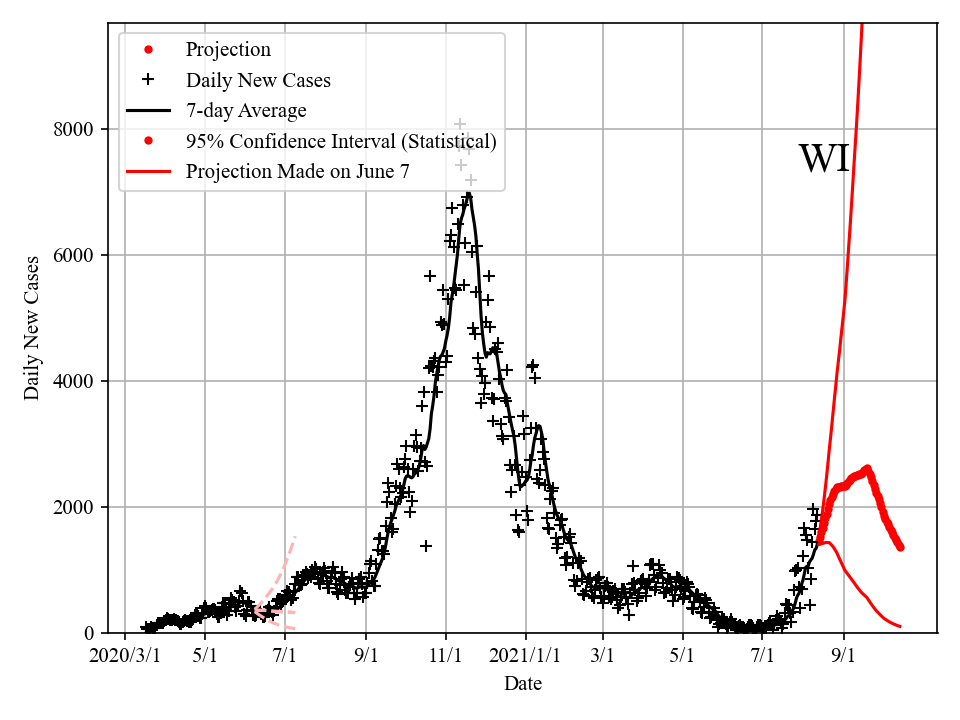 Projection
Daily New Cases
7-day Average
95% Confidence Interval (Statistical)
Projection Made on June 7
WI
8000
6000
4000
2000
0
Daily New Cases
2020/3/1 5/1 7/1 9/1 11/1 2021/1/1 3/1 5/1 7/1 9/1
Date